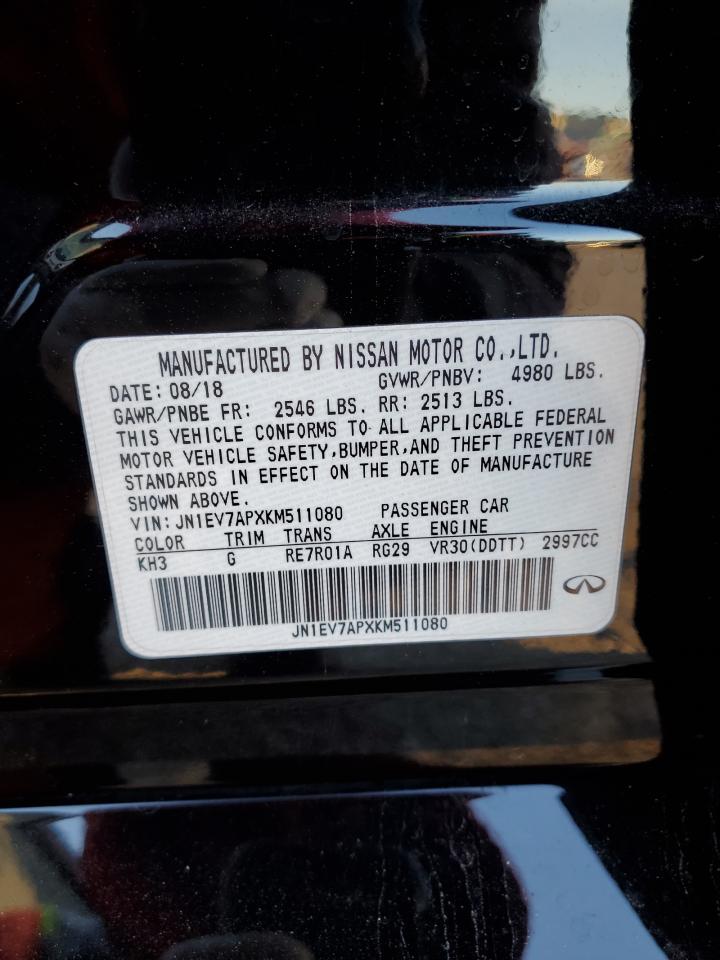 MANUFACTURED BY NISSAN MOTOR CO.,LTD.
DATE: 08/18 GVWR/PNBV: 4980 LBS.
GAWR/PNBE FR: 2546 LBS. RR: 2513 LBS.
THIS VEHICLE CONFORMS TO ALL APPLICABLE FEDERAL
MOTOR VEHICLE SAFETY,BUMPER,AND THEFT PREVENTION
STANDARDS IN EFFECT ON THE DATE OF MANUFACTURE
SHOWN ABOVE.
VIN: JN1EV7APXKM511080 PASSENGER CAR
COLOR TRIM TRANS AXLE ENGINE
KH3 G RE7R01A RG29 VR30(DDTT) 2997CC
JN1EV7APXKM511080